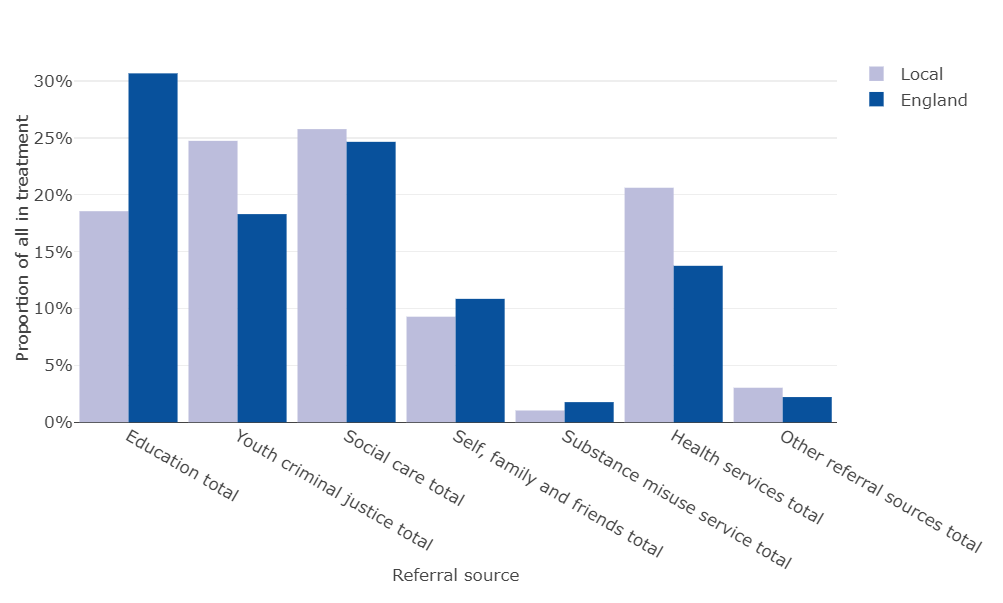 Local
England
Proportion of all in treatment
30%
25%
20%
15%
10%
5%
0%
Education total
Youth criminal justice total
Social care total
Self, family and friends total
Substance misuse service total
Health services total
Other referral sources total
Referral source